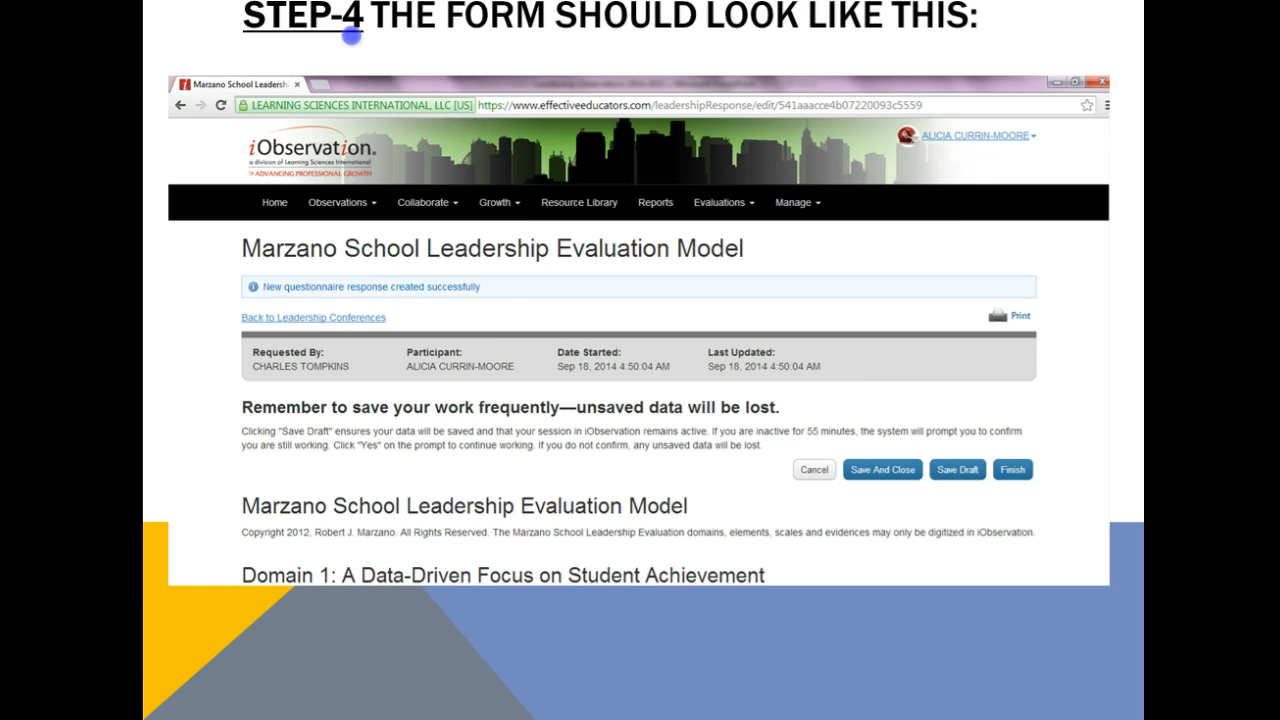 STEP-4 THE FORM SHOULD LOOK LIKE THIS:
Marzano School Leadersh
LEARNING SCIENCES INTERNATIONAL, LLC [US] https://www.effectiveeducators.com/leadershipResponse/edit/541aaacce4b07220093c5559
iObservation.
a division of Learning Sciences International
ADVANCING PROFESSIONAL GROWTH
ALICIA CURRIN-MOORE
Home Observations Collaborate Growth Resource Library Reports Evaluations Manage
Marzano School Leadership Evaluation Model
New questionnaire response created successfully
Back to Leadership Conferences
Print
Requested By: Participant: Date Started: Last Updated:
CHARLES TOMPKINS ALICIA CURRIN-MOORE Sep 18, 2014 4:50:04 AM Sep 18, 2014 4:50:04 AM
Remember to save your work frequently—unsaved data will be lost.
Clicking "Save Draft" ensures your data will be saved and that your session in iObservation remains active. If you are inactive for 55 minutes, the system will prompt you to confirm
you are still working. Click "Yes" on the prompt to continue working. If you do not confirm, any unsaved data will be lost.
Cancel Save And Close Save Draft Finish
Marzano School Leadership Evaluation Model
Copyright 2012, Robert J. Marzano. All Rights Reserved. The Marzano School Leadership Evaluation domains, elements, scales and evidences may only be digitized in iObservation.
Domain 1: A Data-Driven Focus on Student Achievement